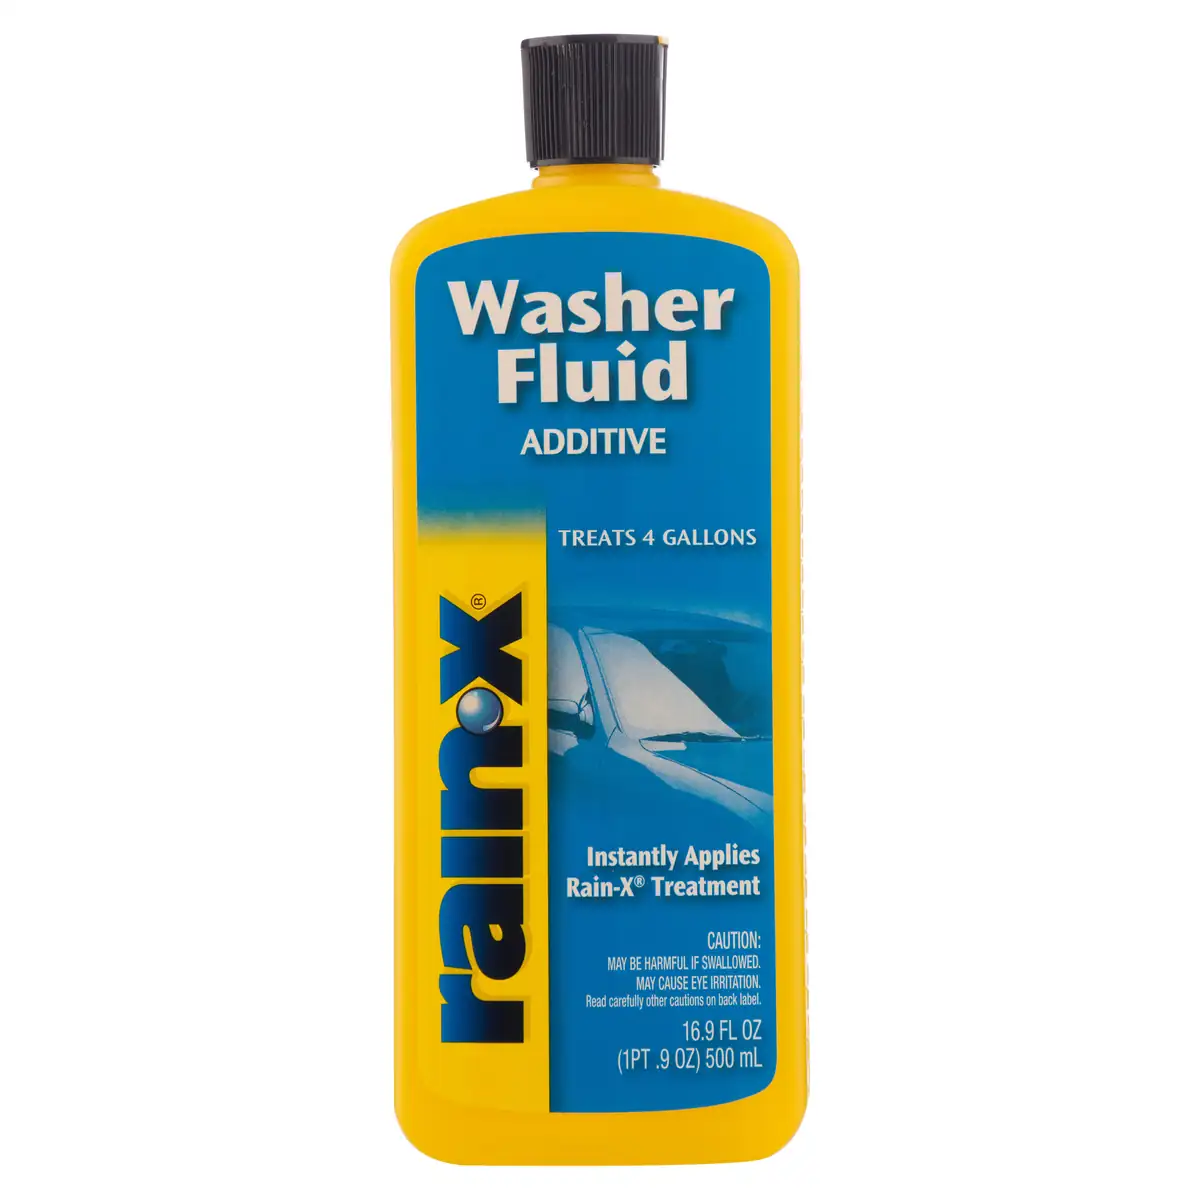 Washer
Fluid
ADDITIVE
TREATS 4 GALLONS
rain-x®
Instantly Applies
Rain-X® Treatment
CAUTION:
MAY BE HARMFUL IF SWALLOWED.
MAY CAUSE EYE IRRITATION.
Read carefully other cautions on back label.
16.9 FL OZ
(1PT .9 OZ) 500 mL